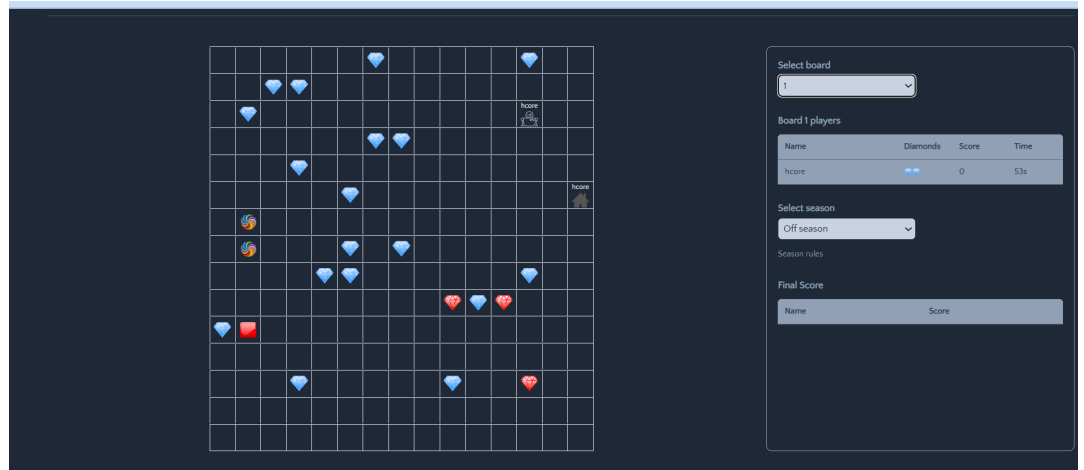 hcore
hcore
Select board
1
Board 1 players
Name Diamonds Score Time
hcore 0 53s
Select season
Off season
Season rules
Final Score
Name Score